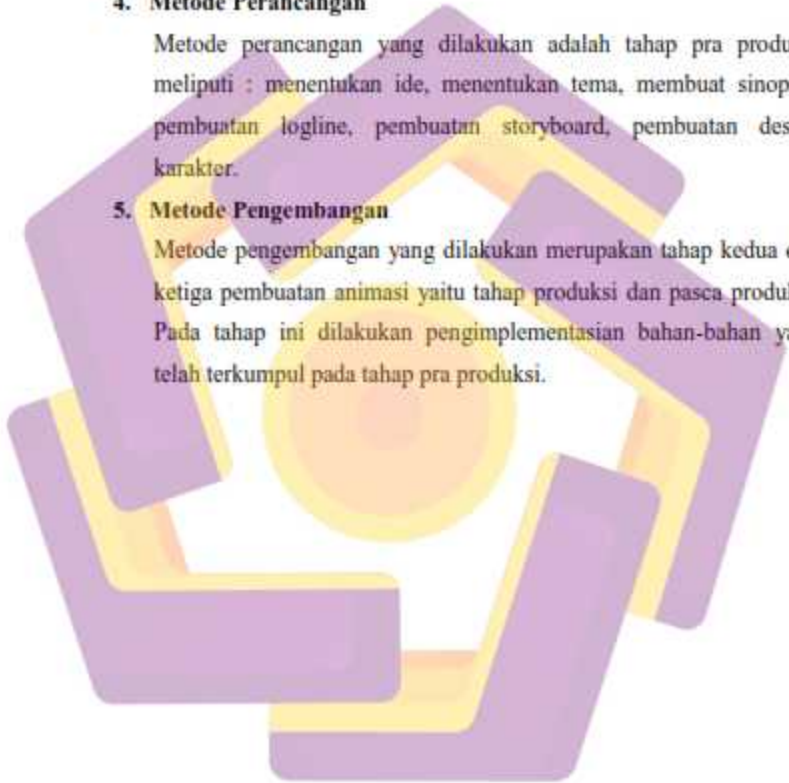 4. Metode Perancangan
Metode perancangan yang dilakukan adalah tahap pra produ
meliputi : menentukan ide, menentukan tema, membuat sinop
pembuatan logline, pembuatan storyboard, pembuatan des
karakter.
5. Metode Pengembangan
Metode pengembangan yang dilakukan merupakan tahap kedua
ketiga pembuatan animasi yaitu tahap produksi dan pasca produl
Pada tahap ini dilakukan pengimplementasian bahan-bahan ya
telah terkumpul pada tahap pra produksi.